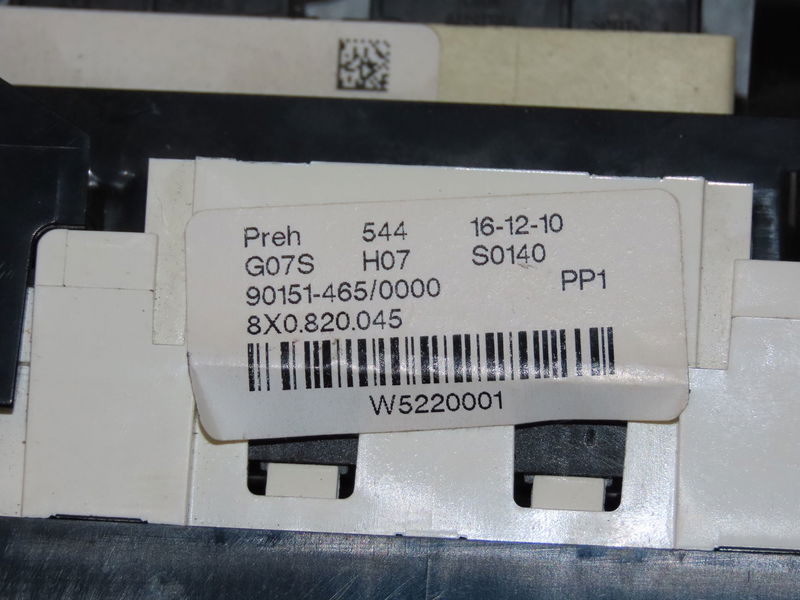 Preh 544 16-12-10
G07S H07 S0140
90151-465/0000 PP1
8X0.820.045
W5220001